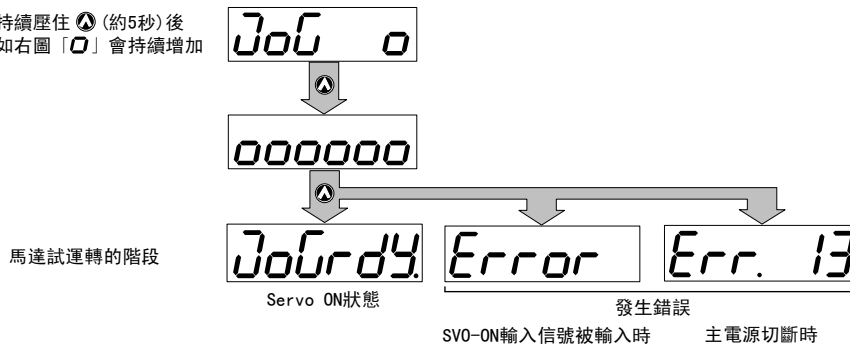 持續壓住 (約5秒)後
如右圖「o」會持續增加
JoG o
oooooo
馬達試運轉的階段
JoGrdy.
Error
Err. 13
Servo ON狀態
發生錯誤
SVO-ON輸入信號被輸入時
主電源切斷時